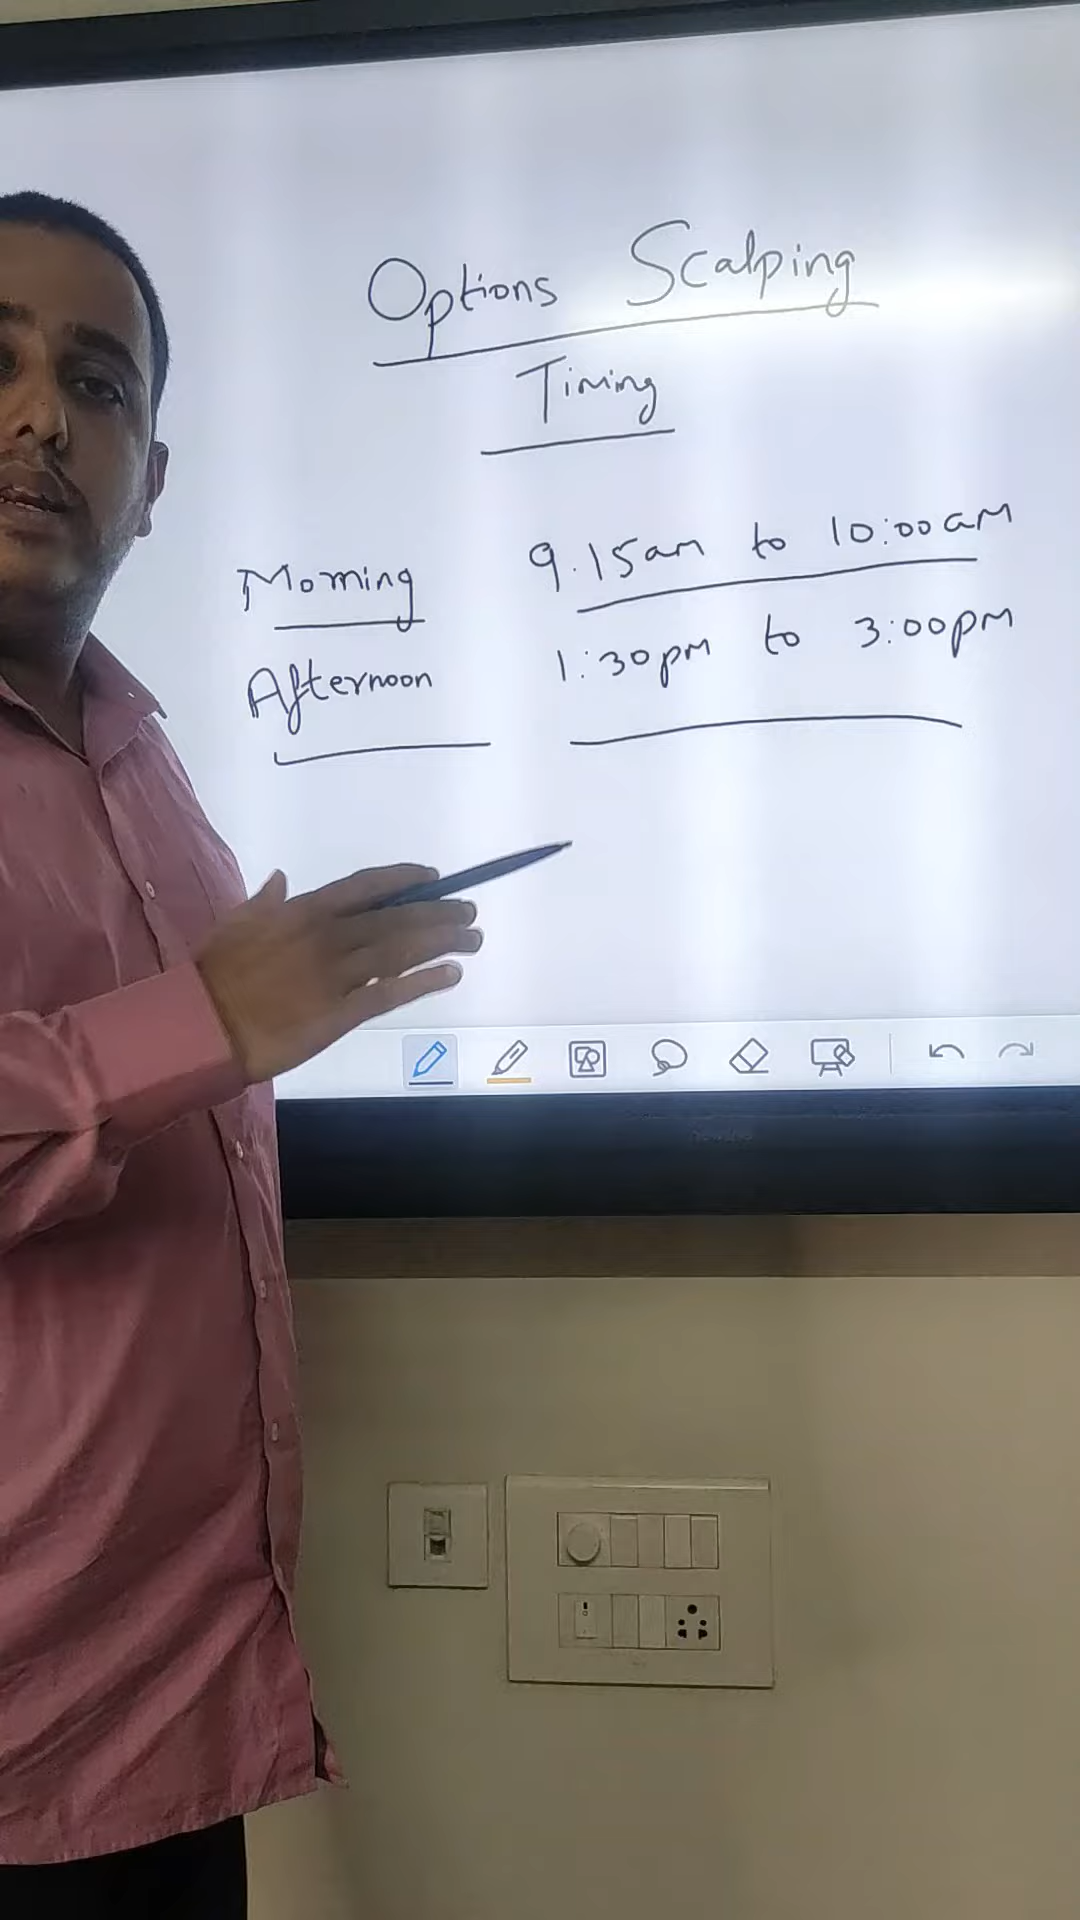 Options Scalping
Timing
Morning 9.15am to 10:00am
Afternoon 1:30pm to 3:00pm